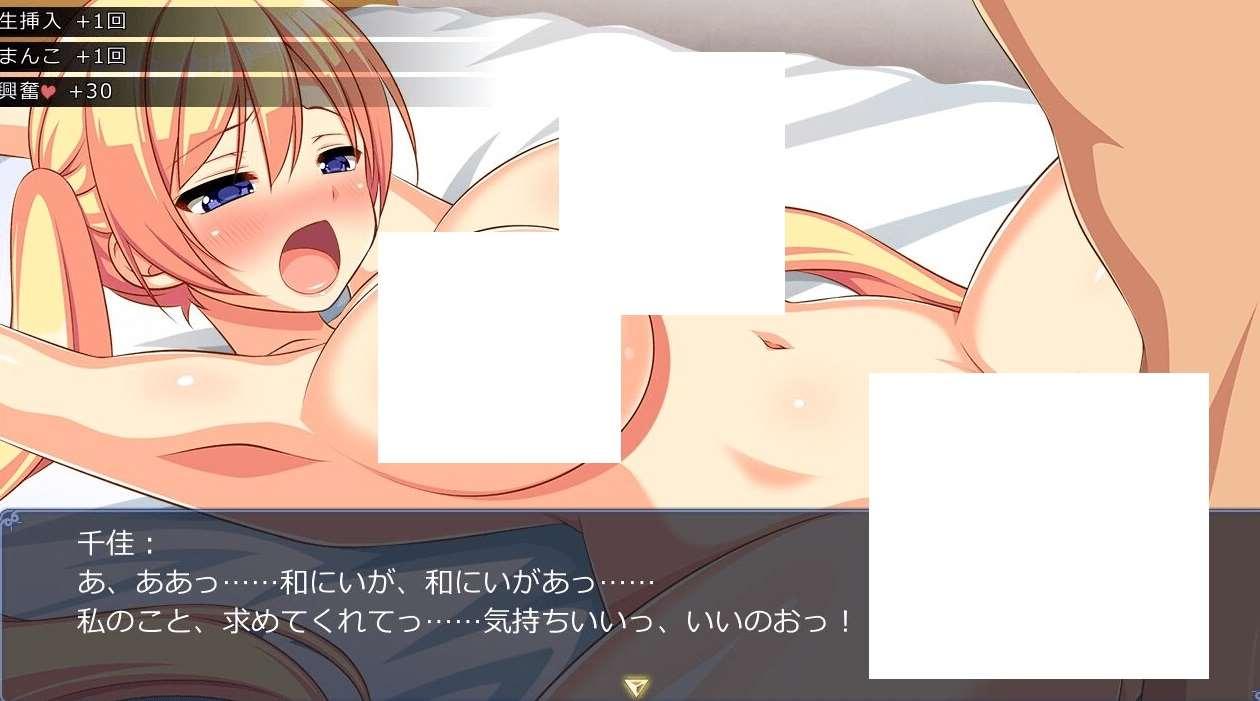 生挿入 +1回
まんこ +1回
興奮♥ +30
千佳：
あ、ああっ……和にいが、和にいがあっ……
私のこと、求めてくれてっ……気持ちいいっ、いいのおっ！